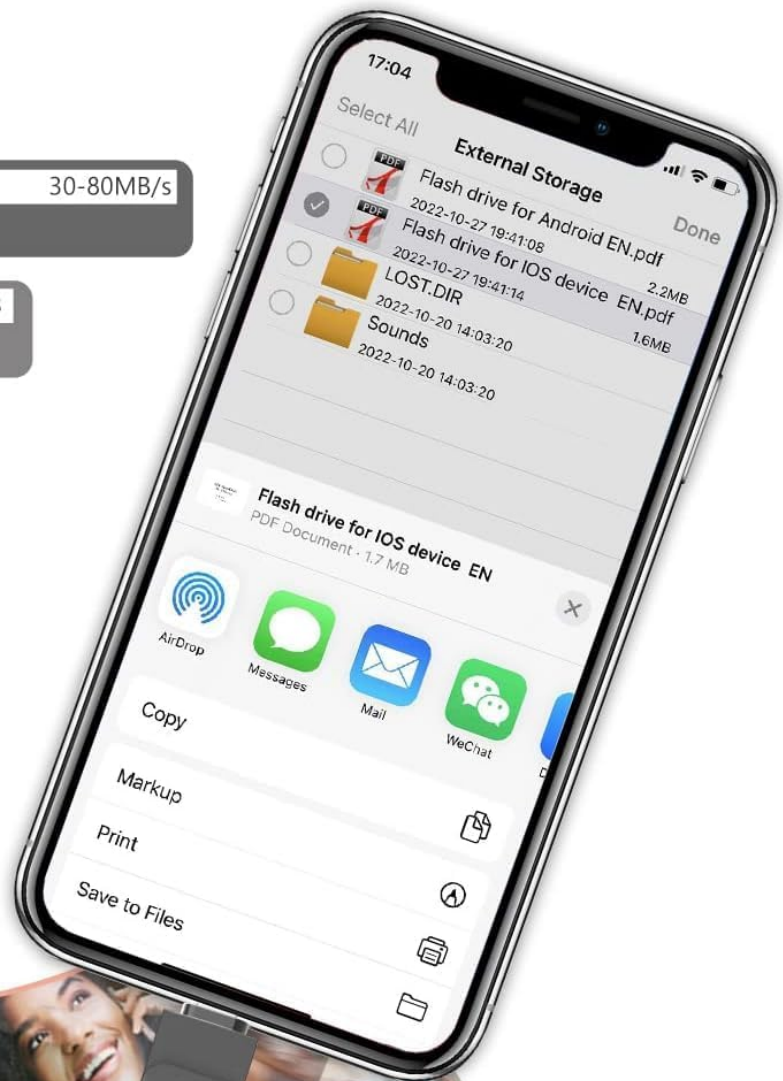 30-80MB/s
17:04
Select All
External Storage
Done
PDF
Flash drive for Android EN.pdf
2022-10-27 19:41:08
2.2MB
PDF
Flash drive for IOS device EN.pdf
2022-10-27 19:41:14
1.6MB
LOST.DIR
2022-10-20 14:03:20
Sounds
2022-10-20 14:03:20
Flash drive for IOS device EN
PDF Document · 1.7 MB
AirDrop
Messages
Mail
WeChat
Copy
Markup
Print
Save to Files